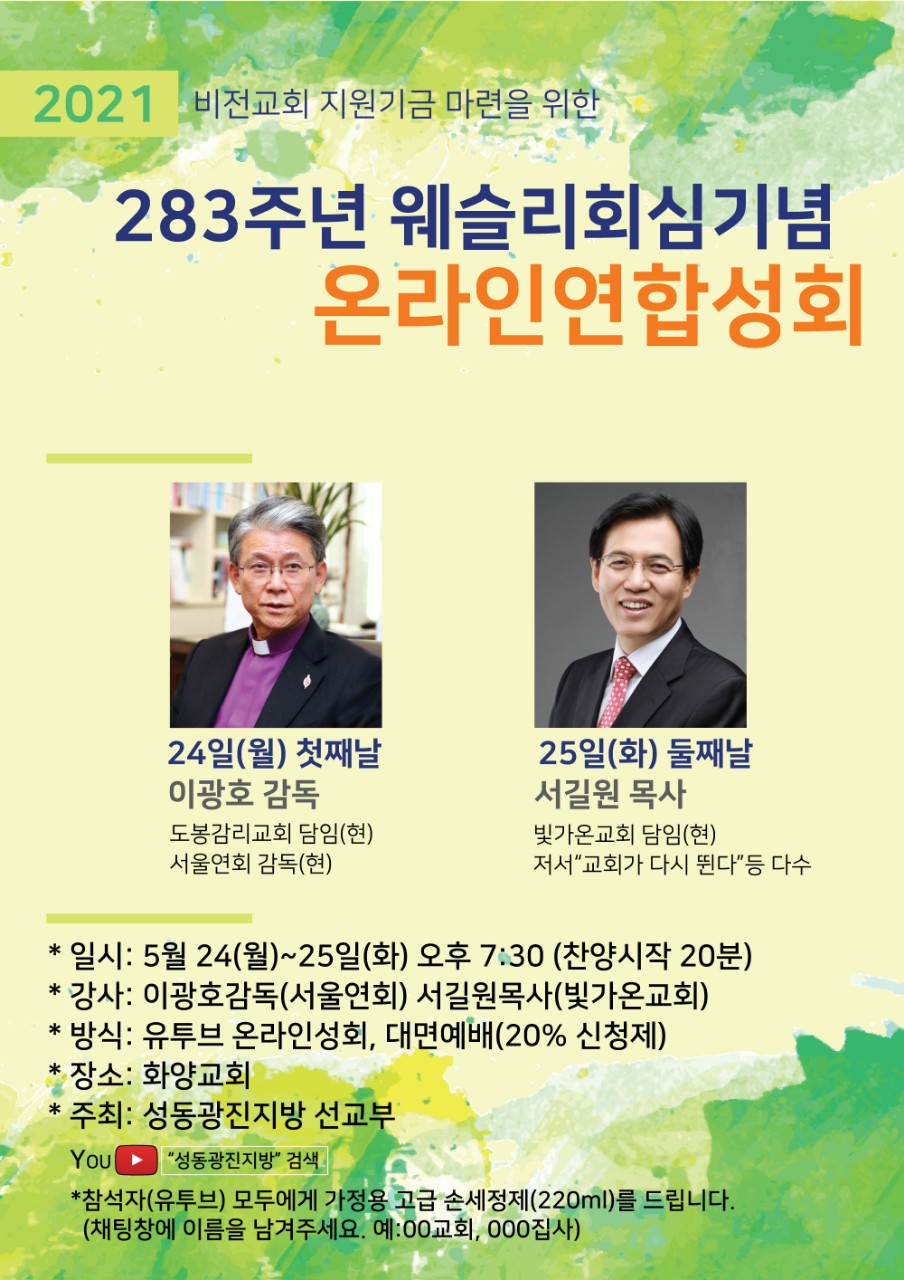 2021 비전교회 지원기금 마련을 위한
283주년 웨슬리회심기념
온라인연합성회
24일(월) 첫째날
이광호 감독
도봉감리교회 담임(현)
서울연회 감독(현)
25일(화) 둘째날
서길원 목사
빛가온교회 담임(현)
저서“교회가 다시 뛴다”등 다수
* 일시: 5월 24(월)~25일(화) 오후 7:30 (찬양시작 20분)
* 강사: 이광호감독(서울연회) 서길원목사(빛가온교회)
* 방식: 유투브 온라인성회, 대면예배(20% 신청제)
* 장소: 화양교회
* 주최: 성동광진지방 선교부
YOU “성동광진지방” 검색
*참석자(유투브) 모두에게 가정용 고급 손세정제(220ml)를 드립니다.
(채팅창에 이름을 남겨주세요. 예:00교회, 000집사)